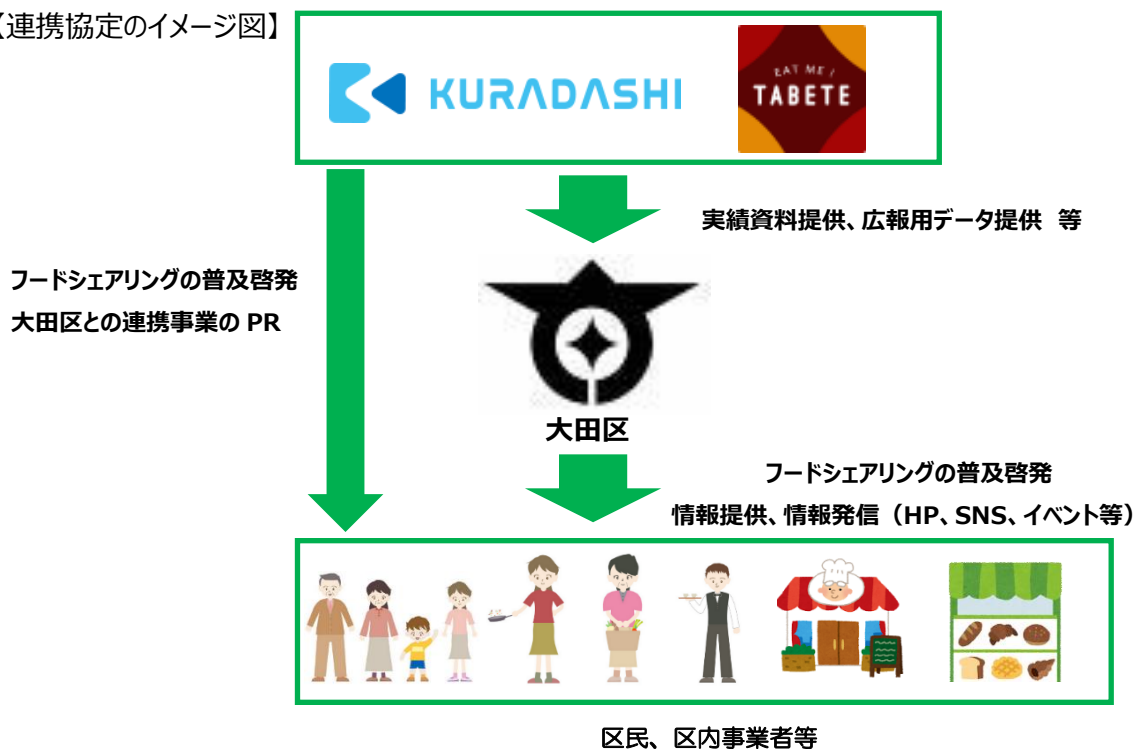 【連携協定のイメージ図】
KURADASHI
EAT ME!
TABETE
実績資料提供、広報用データ提供 等
フードシェアリングの普及啓発
大田区との連携事業の PR
大田区
フードシェアリングの普及啓発
情報提供、情報発信（HP、SNS、イベント等）
区民、区内事業者等